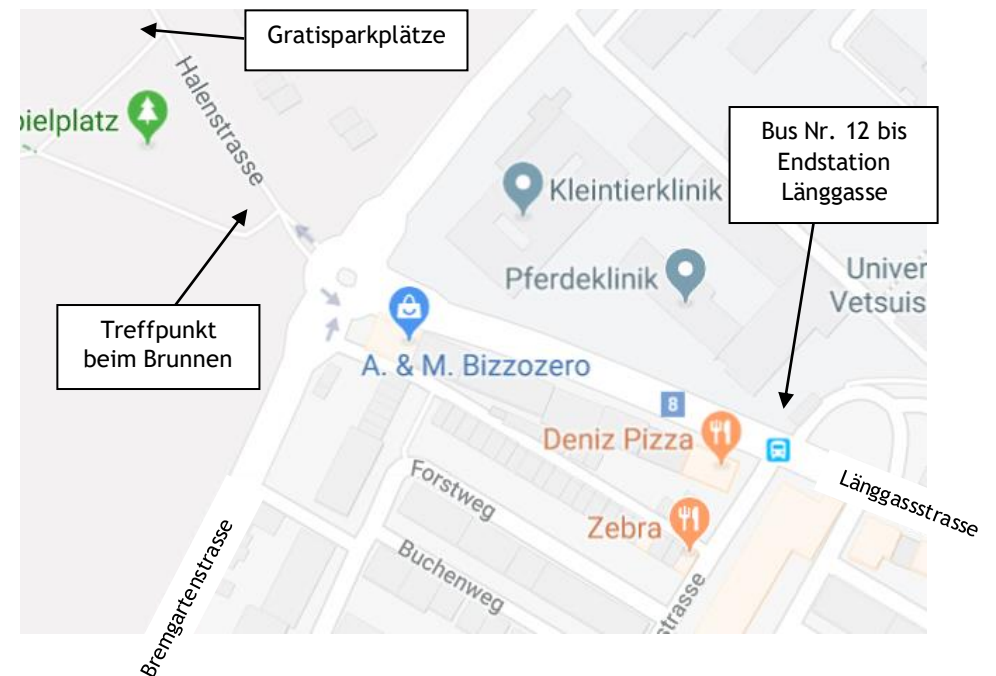 Gratisparkplätze
Halenstrasse
ielplatz
Bus Nr. 12 bis
Endstation
Länggasse
Kleintierklinik
Pferdeklinik
Univer
Vetsuis
Treffpunkt
beim Brunnen
A. & M. Bizzozero
8
Deniz Pizza
Länggassstrasse
Forstweg
Zebra
Buchenweg
strasse
Bremgartenstrasse